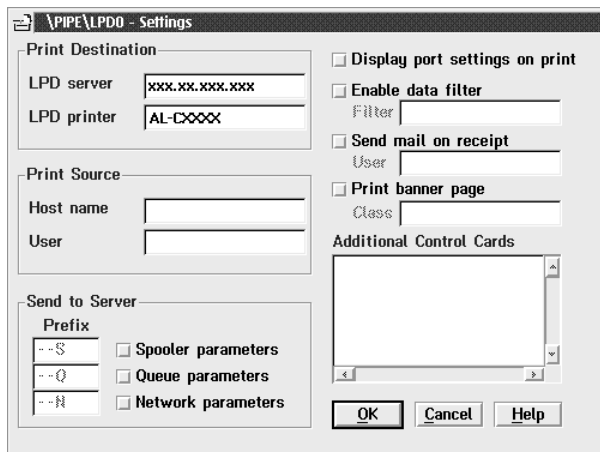 \PIPE\LPD0 - Settings
Print Destination
LPD server xxx.xx.xxx.xxx
LPD printer AL-CXXXX
Print Source
Host name
User
Send to Server
Prefix
--S Spooler parameters
--Q Queue parameters
--N Network parameters
Display port settings on print
Enable data filter
Filter
Send mail on receipt
User
Print banner page
Class
Additional Control Cards
OK Cancel Help